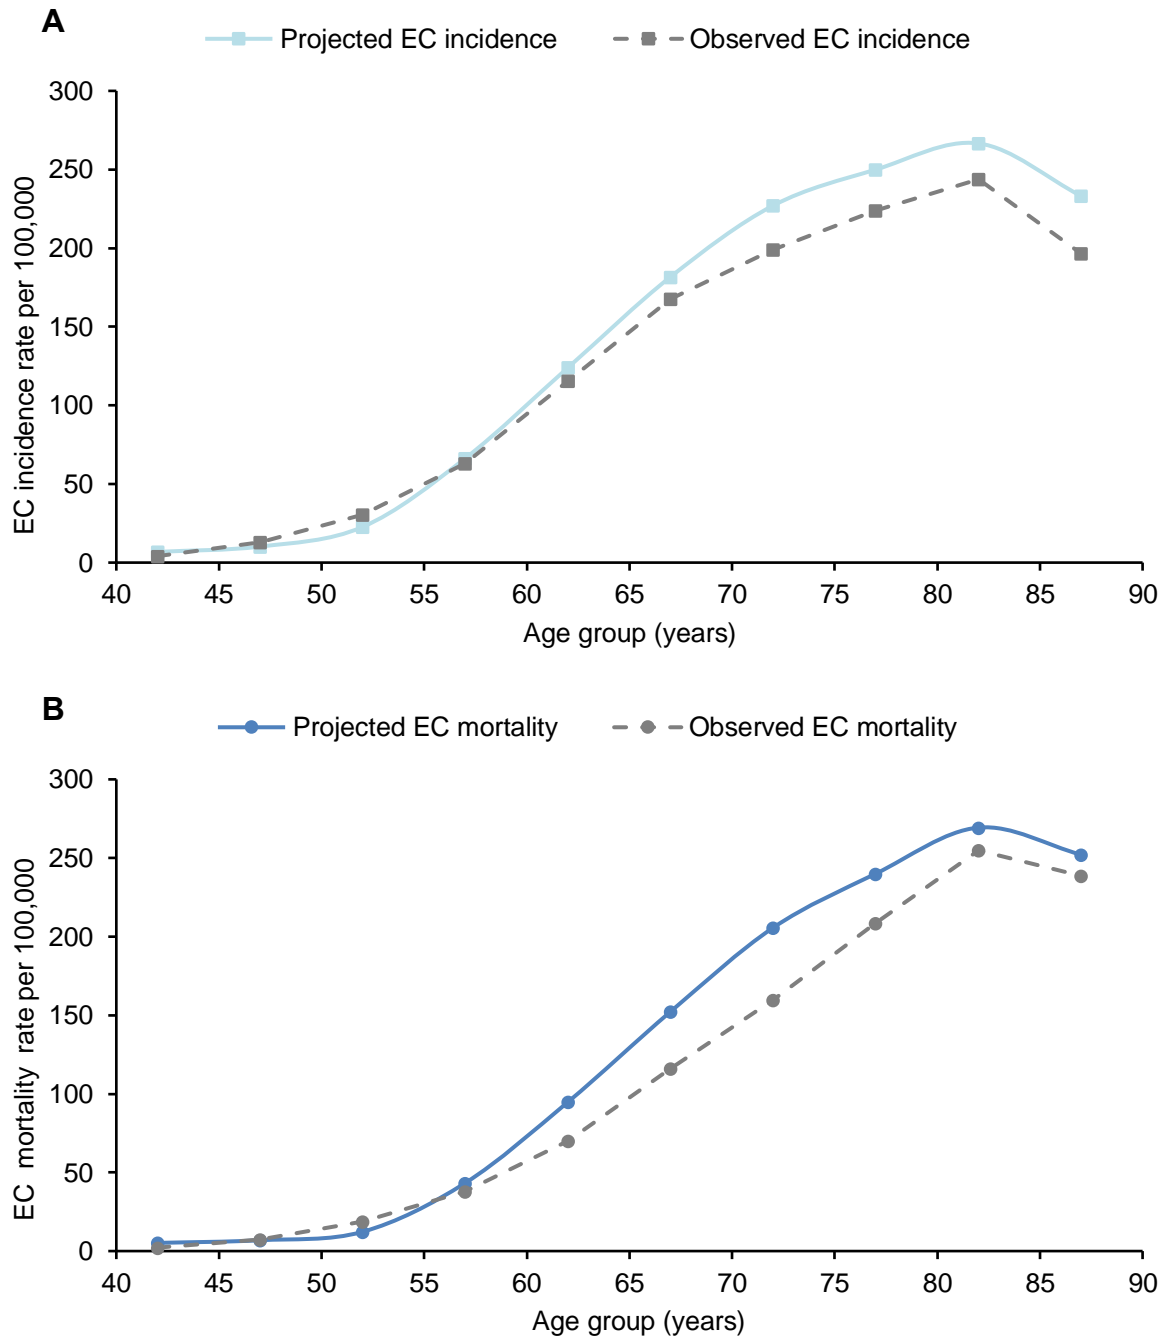 A
Projected EC incidence Observed EC incidence
300
250
200
150
100
50
0
EC incidence rate per 100,000
40 45 50 55 60 65 70 75 80 85 90
Age group (years)
B
Projected EC mortality Observed EC mortality
300
250
200
150
100
50
0
EC mortality rate per 100,000
40 45 50 55 60 65 70 75 80 85 90
Age group (years)